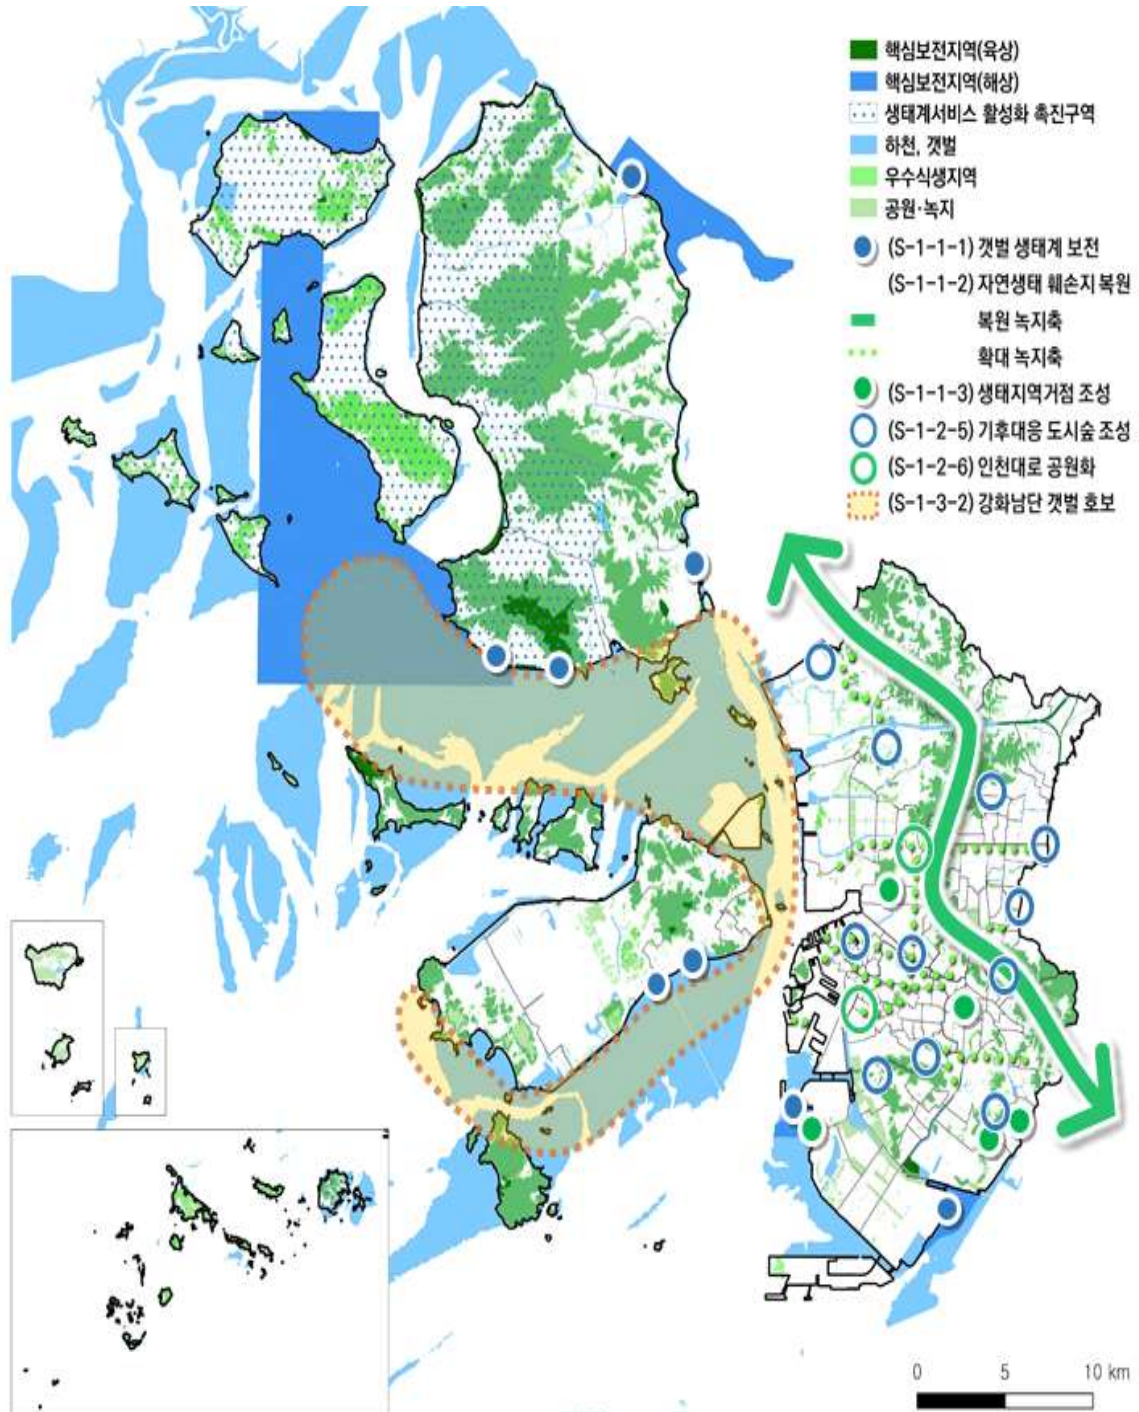 핵심보전지역(육상)
핵심보전지역(해상)
생태계서비스 활성화 촉진구역
하천, 갯벌
우수식생지역
공원·녹지
(S-1-1-1) 갯벌 생태계 보전
(S-1-1-2) 자연생태 훼손지 복원
복원 녹지축
확대 녹지축
(S-1-1-3) 생태지역거점 조성
(S-1-2-5) 기후대응 도시숲 조성
(S-1-2-6) 인천대로 공원화
(S-1-3-2) 강화남단 갯벌 호보
0 5 10 km